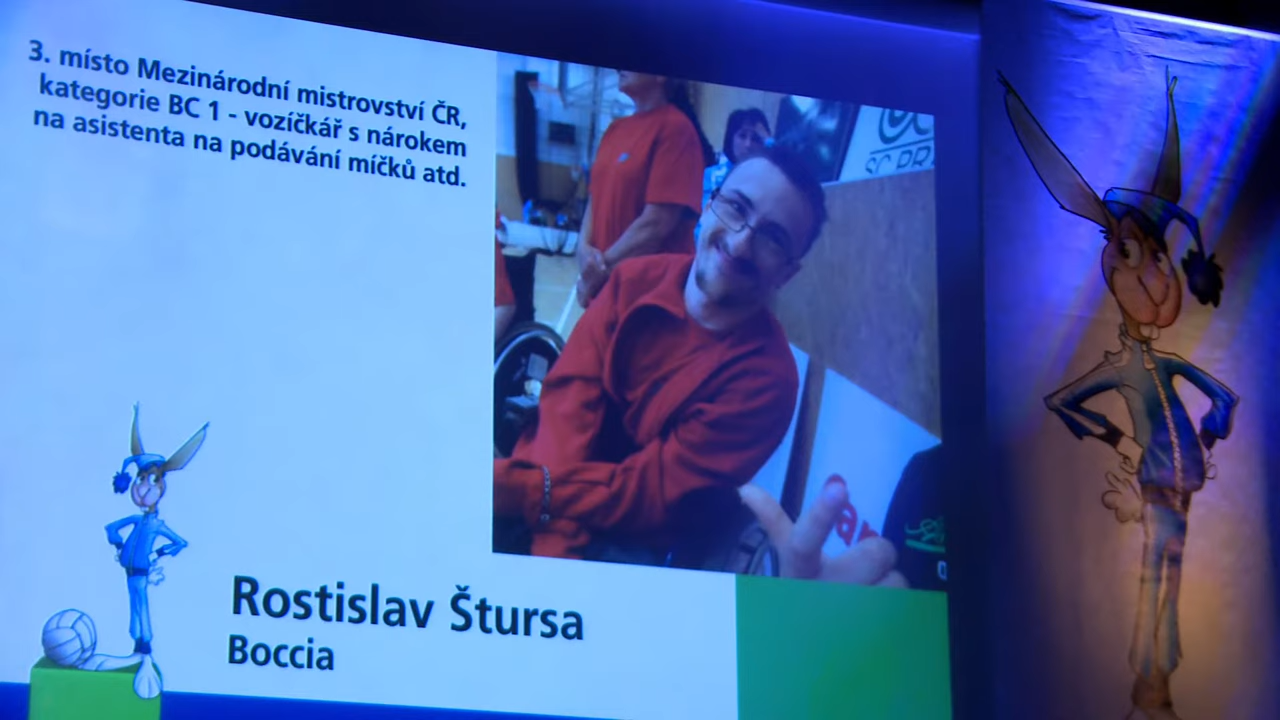 3. místo Mezinárodní mistrovství ČR,
kategorie BC 1 - vozíčkář s nárokem
na asistenta na podávání míčků atd.
Rostislav Štursa
Boccia